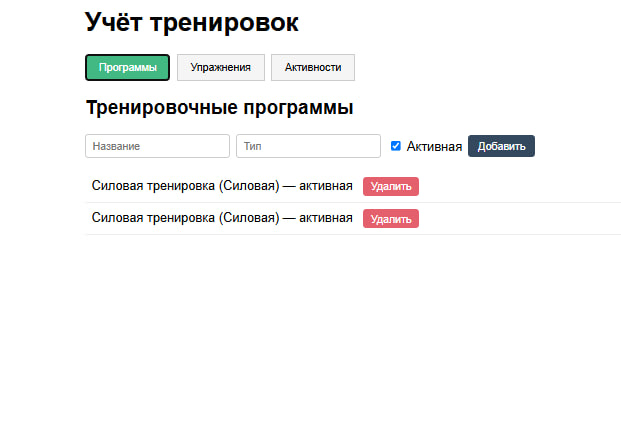 Учёт тренировок
Программы Упражнения Активности
Тренировочные программы
Название Тип Активная Добавить
Силовая тренировка (Силовая) — активная Удалить
Силовая тренировка (Силовая) — активная Удалить